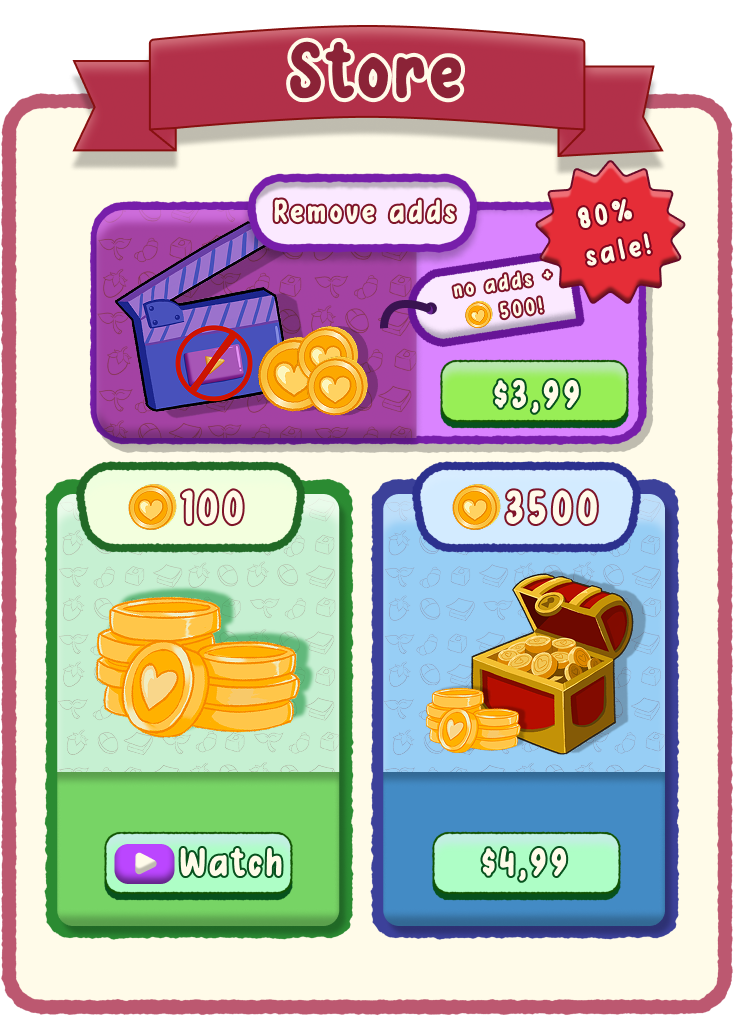 Store
Remove adds
80%
sale!
no adds +
500!
$3,99
100
3500
Watch
$4,99